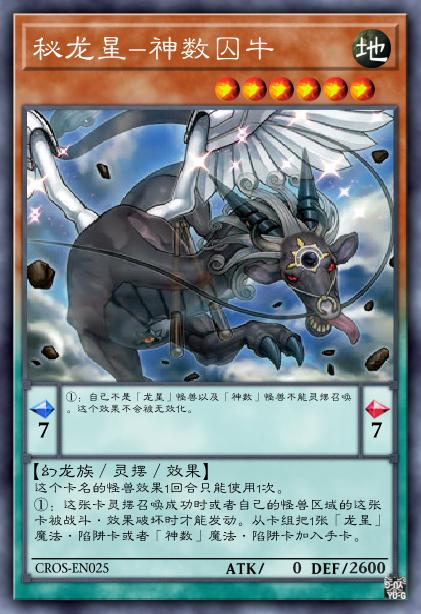 秘龙星-神数囚牛
地
①：自己不是「龙星」怪兽以及「神数」怪兽不能灵摆召唤
。这个效果不会被无效化。
7
7
【幻龙族／灵摆／效果】
这个卡名的怪兽效果1回合只能使用1次。
①：这张卡灵摆召唤成功时或者自己的怪兽区域的这张
卡被战斗·效果破坏时才能发动。从卡组把1张「龙星」
魔法·陷阱卡或者「神数」魔法·陷阱卡加入手卡。
CROS-EN025
ATK/ 0 DEF/2600